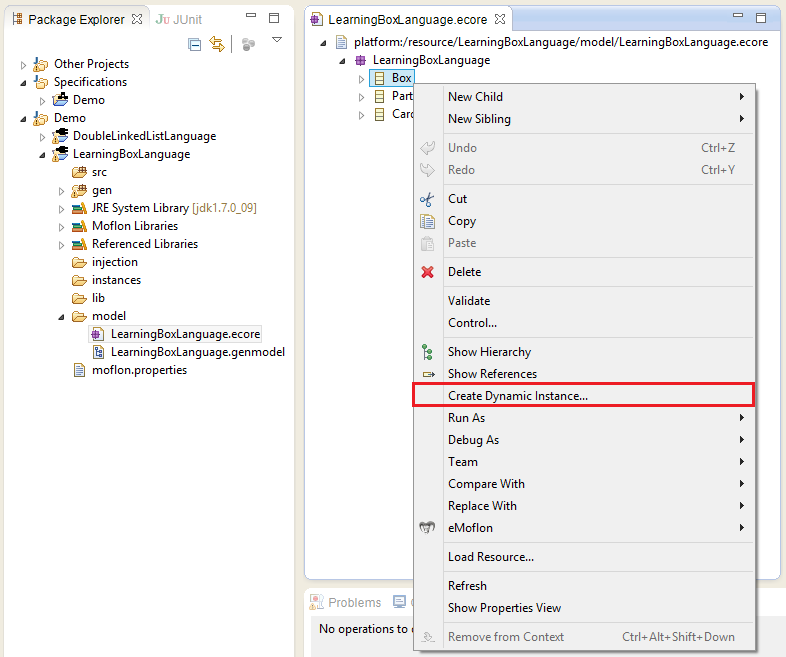 Package Explorer
JUnit
Other Projects
Specifications
Demo
Demo
DoubleLinkedListLanguage
LearningBoxLanguage
src
gen
JRE System Library [jdk1.7.0_09]
Moflon Libraries
Referenced Libraries
injection
instances
lib
model
LearningBoxLanguage.ecore
LearningBoxLanguage.genmodel
moflon.properties
LearningBoxLanguage.ecore
platform:/resource/LearningBoxLanguage/model/LearningBoxLanguage.ecore
LearningBoxLanguage
Box
Part
Card
New Child
New Sibling
Undo Ctrl+Z
Redo Ctrl+Y
Cut
Copy
Paste
Delete
Validate
Control...
Show Hierarchy
Show References
Create Dynamic Instance...
Run As
Debug As
Team
Compare With
Replace With
eMoflon
Load Resource...
Refresh
Show Properties View
Remove from Context Ctrl+Alt+Shift+Down
Problems
No operations to